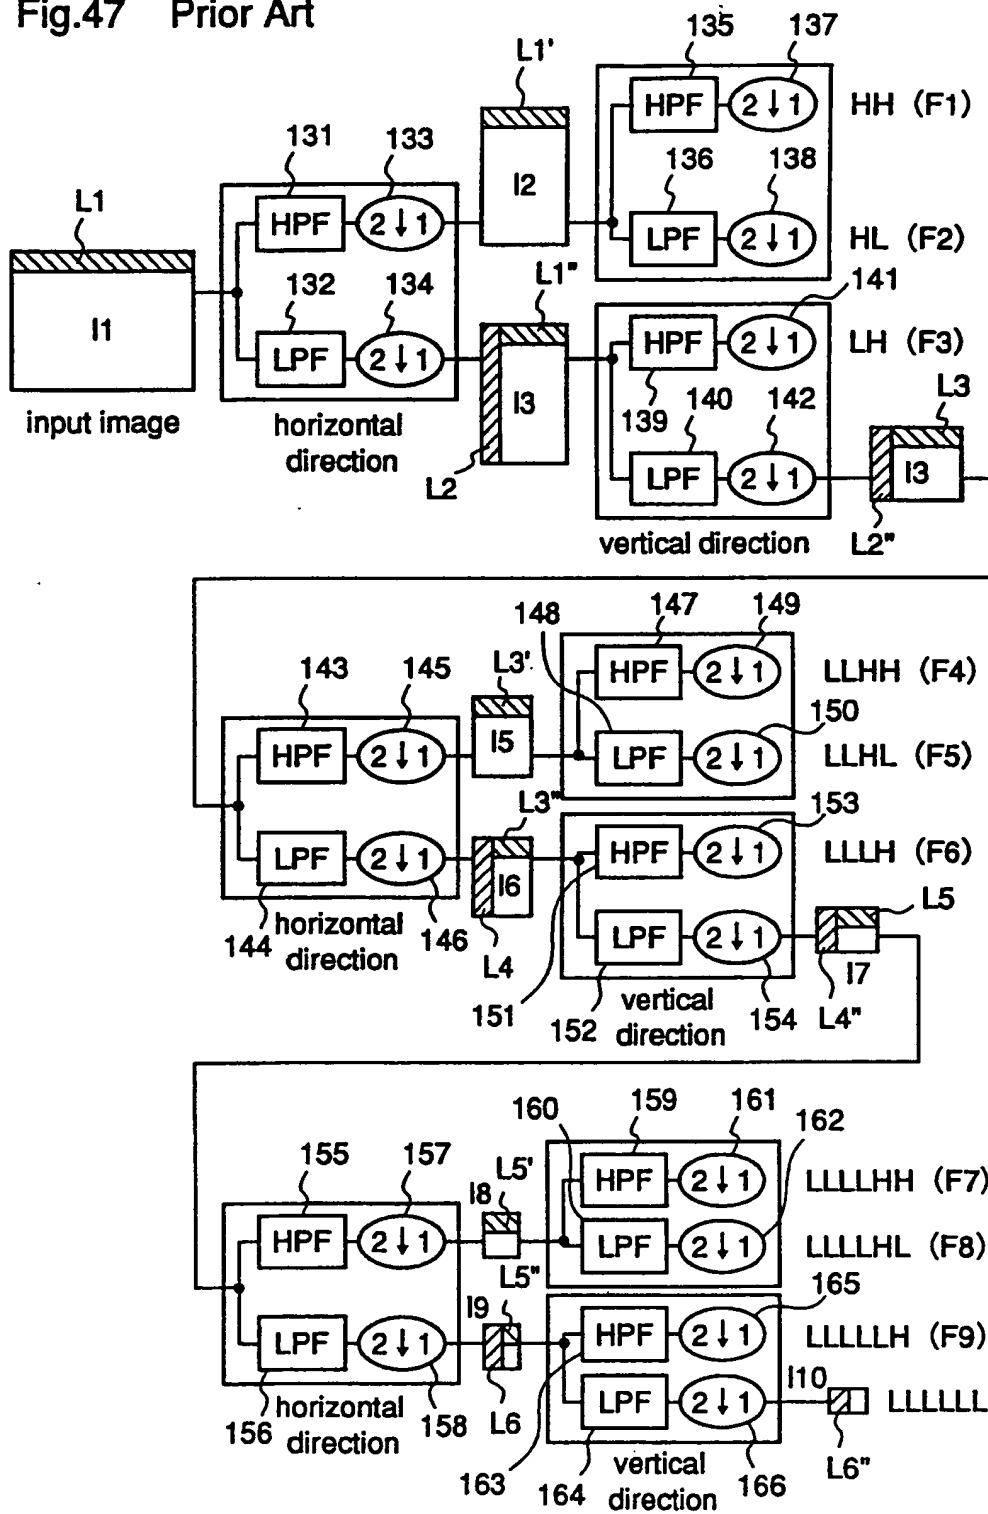 Fig.47 Prior Art
135 137
L1'
HPF 2↓1 HH (F1)
131 133
136 138
I2
L1
HPF 2↓1
LPF 2↓1 HL (F2)
132 134
L1"
141
I1
HPF 2↓1 LH (F3)
LPF 2↓1
I3
139 140 142
L3
input image
horizontal
direction
L2
LPF 2↓1
I3
vertical direction
L2"
148 147 149
143 145
L3'
HPF 2↓1 LLHH (F4)
150
HPF 2↓1
I5
LPF 2↓1 LLHL (F5)
L3"
153
LPF 2↓1
I6
HPF 2↓1 LLLH (F6)
L5
144
horizontal
direction
146
L4
LPF 2↓1
I7
151 152
vertical
direction
154
L4"
160 159 161 162
155 157
I8
L5'
HPF 2↓1 LLLLHH (F7)
HPF 2↓1
LPF 2↓1 LLLLHL (F8)
L5"
I9
165
LPF 2↓1
HPF 2↓1 LLLLLH (F9)
I10
156
horizontal
direction
158
L6
LPF 2↓1
LLLLLL
163 164
vertical
direction
166
L6"